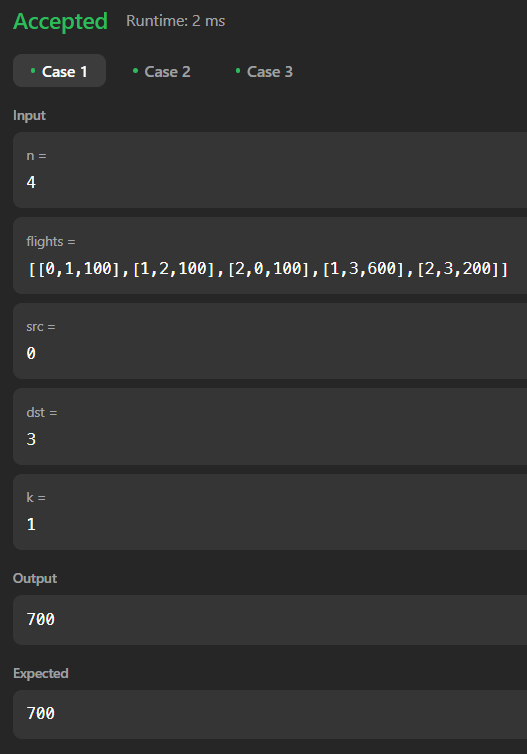 Accepted Runtime: 2 ms
Case 1 Case 2 Case 3
Input
n =
4
flights =
[[0,1,100],[1,2,100],[2,0,100],[1,3,600],[2,3,200]]
src =
0
dst =
3
k =
1
Output
700
Expected
700